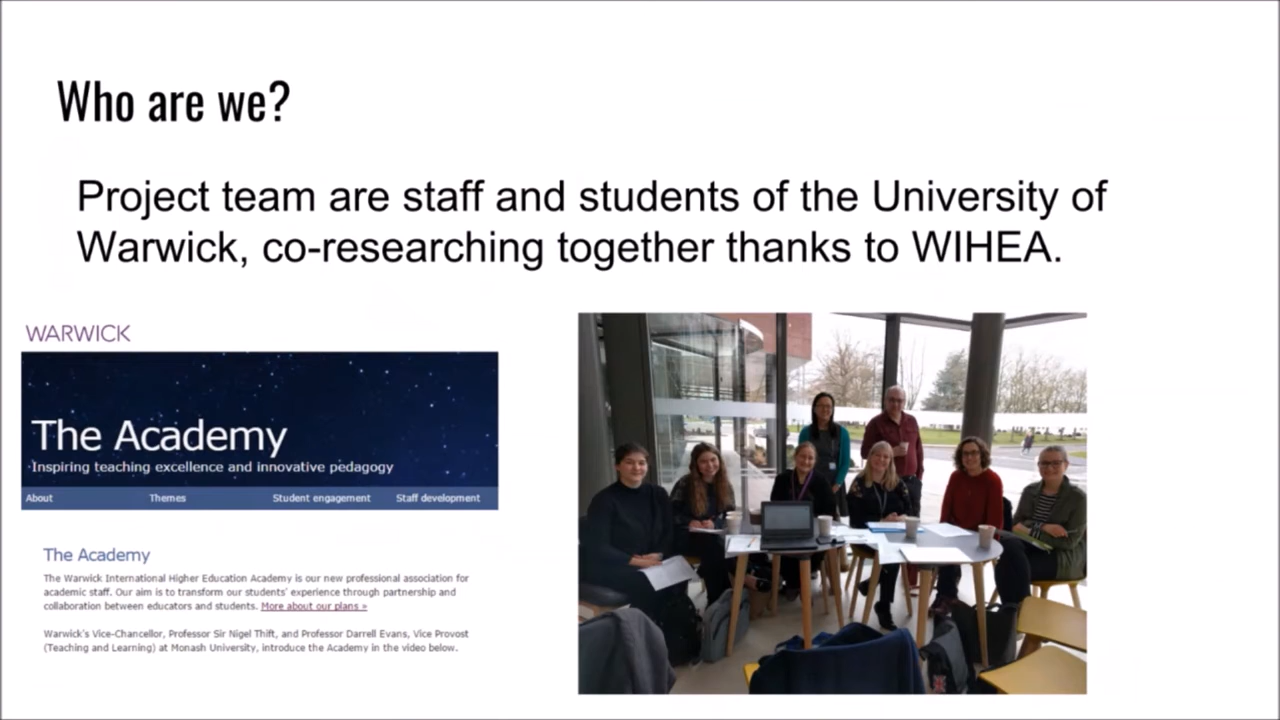 Who are we?
Project team are staff and students of the University of
Warwick, co-researching together thanks to WIHEA.
WARWICK
The Academy
Inspiring teaching excellence and innovative pedagogy
About Themes Student engagement Staff development
The Academy
The Warwick International Higher Education Academy is our new professional association for
academic staff. Our aim is to transform our students' experience through partnership and
collaboration between educators and students. More about our plans »
Warwick's Vice-Chancellor, Professor Sir Nigel Thift, and Professor Darrell Evans, Vice Provost
(Teaching and Learning) at Monash University, introduce the Academy in the video below.